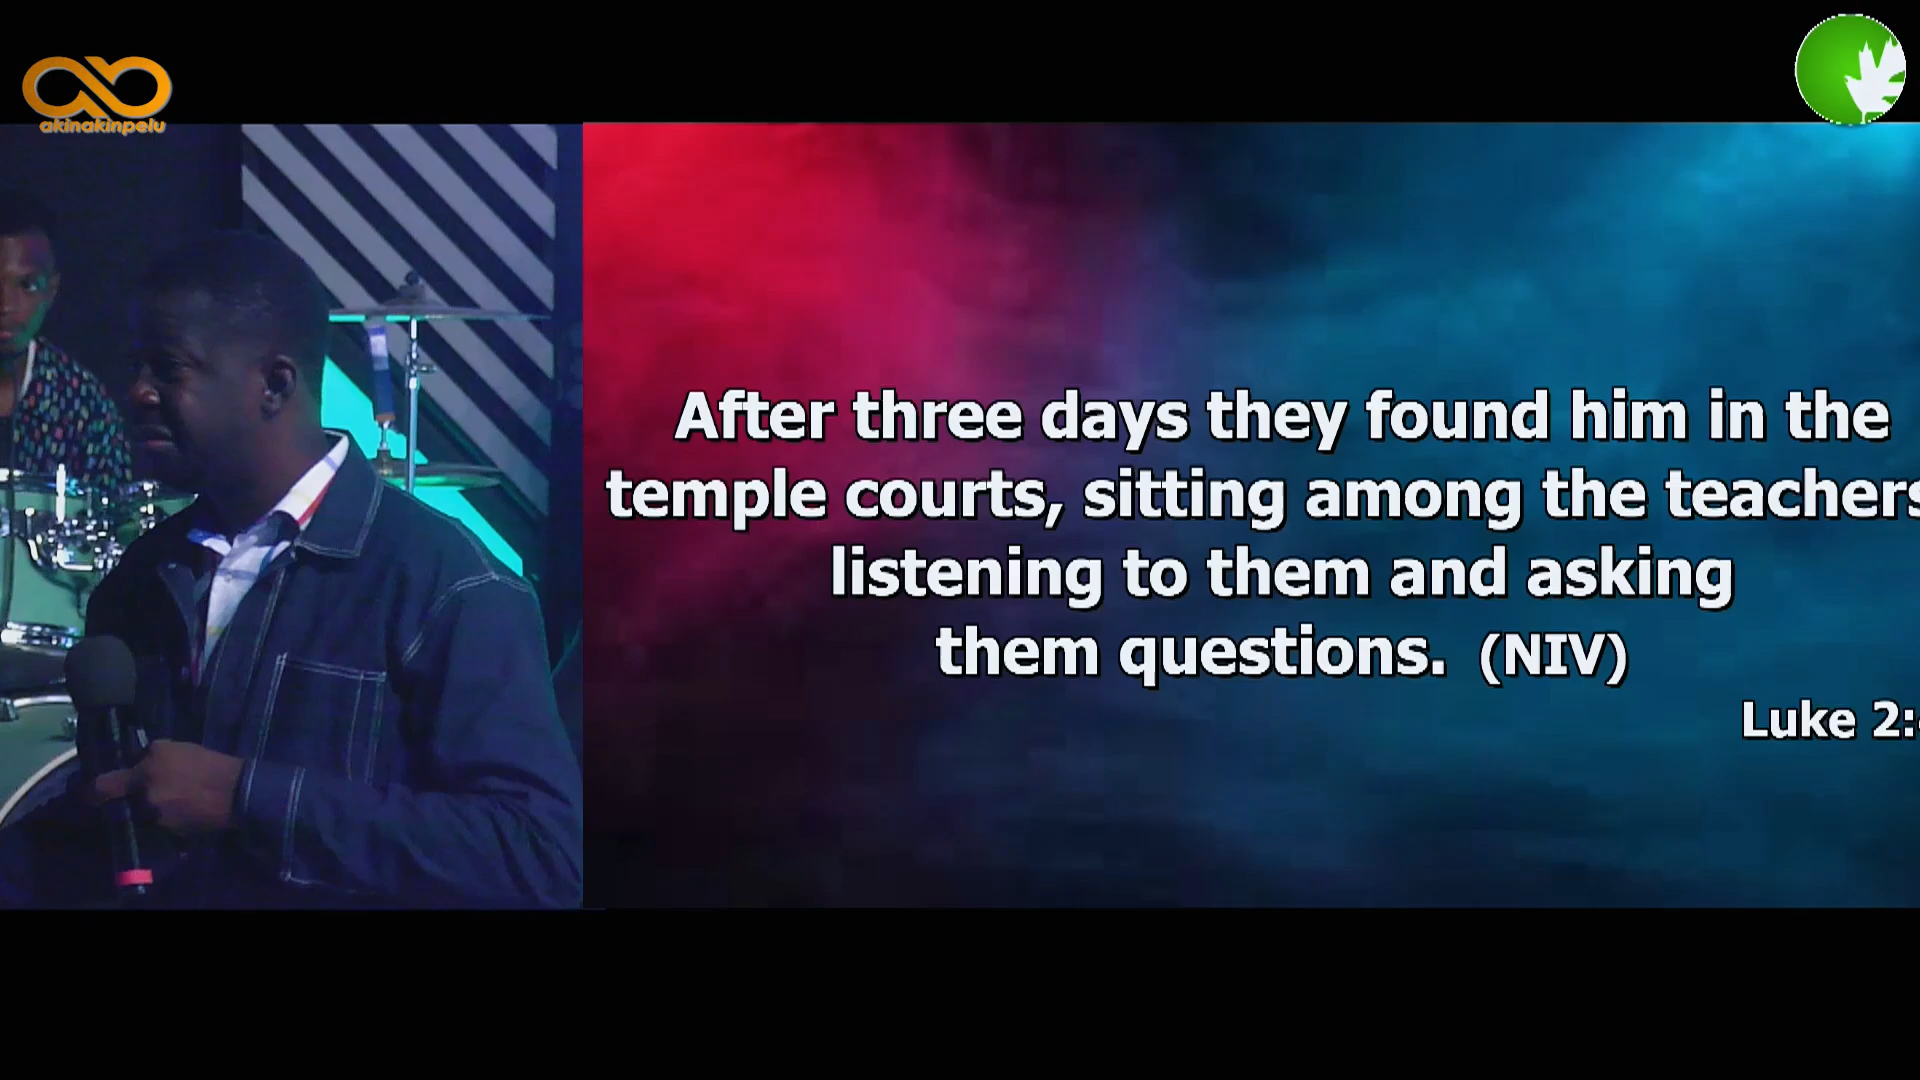 akinakinpelu
After three days they found him in the
temple courts, sitting among the teachers
listening to them and asking
them questions. (NIV)
Luke 2: